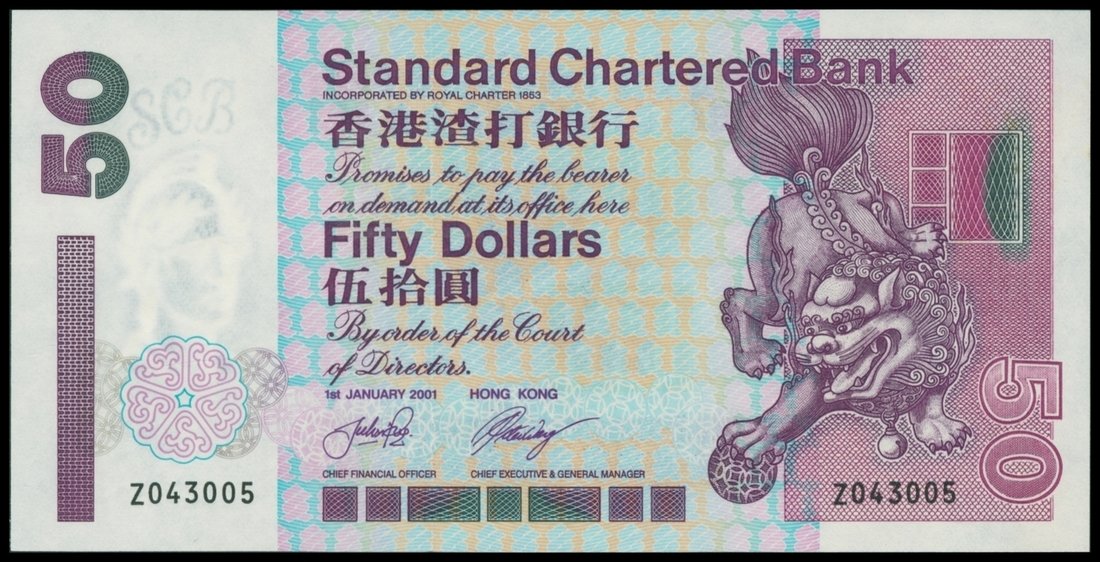 50
SCB
Standard Chartered Bank
INCORPORATED BY ROYAL CHARTER 1853
香港渣打銀行
Promises to pay the bearer
on demand at its office here
Fifty Dollars
伍拾圓
By order of the Court
of Directors.
1st JANUARY 2001 HONG KONG
CHIEF FINANCIAL OFFICER CHIEF EXECUTIVE & GENERAL MANAGER
Z043005 Z043005
50